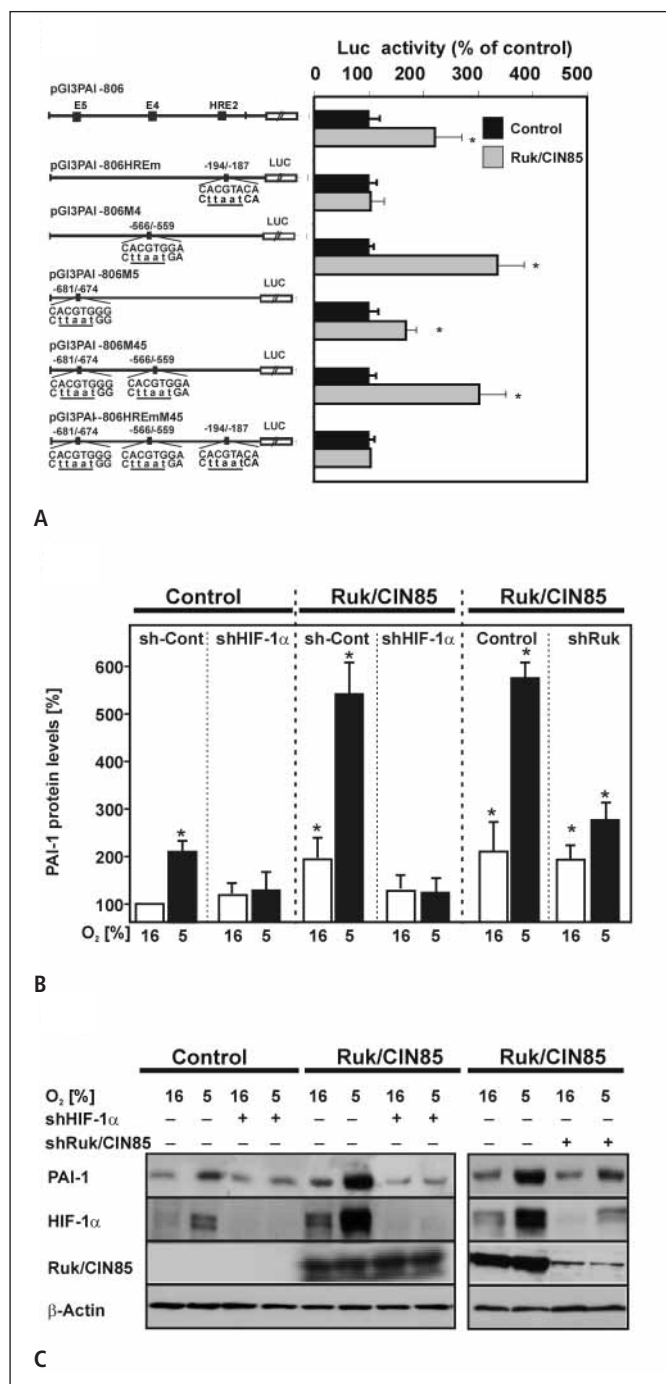 Luc activity (% of control)
0 100 200 300 400 500
pGl3PAI -806
E5 E4 HRE2
Control
*
Ruk/CIN85
pGl3PAI -806HREm
-194/-187 LUC
CACGTACA
CttaatCA
pGl3PAI -806M4
-566/-559 LUC
CACGTGGA
CttaatGA
*
pGl3PAI -806M5
-681/-674 LUC
CACGTGGG
CttaatGG
*
pGl3PAI -806M45
-681/-674 -566/-559 LUC
CACGTGGG CACGTGGA
CttaatGG CttaatGA
*
pGl3PAI -806HREmM45
-681/-674 -566/-559 -194/-187 LUC
CACGTGGG CACGTGGA CACGTACA
CttaatGG CttaatGA CttaatCA
A
Control Ruk/CIN85 Ruk/CIN85
sh-Cont shHIF-1α sh-Cont shHIF-1α Control shRuk
PAI-1 protein levels [%]
600
500
300
200
100
* * * * * * *
O2 [%] 16 5 16 5 16 5 16 5 16 5 16 5
B
Control Ruk/CIN85 Ruk/CIN85
O2 [%] 16 5 16 5 16 5 16 5 16 5 16 5
shHIF-1α – – + + – – + + – – – –
shRuk/CIN85 – – – – – – – – – – + +
PAI-1
HIF-1α
Ruk/CIN85
β-Actin
C